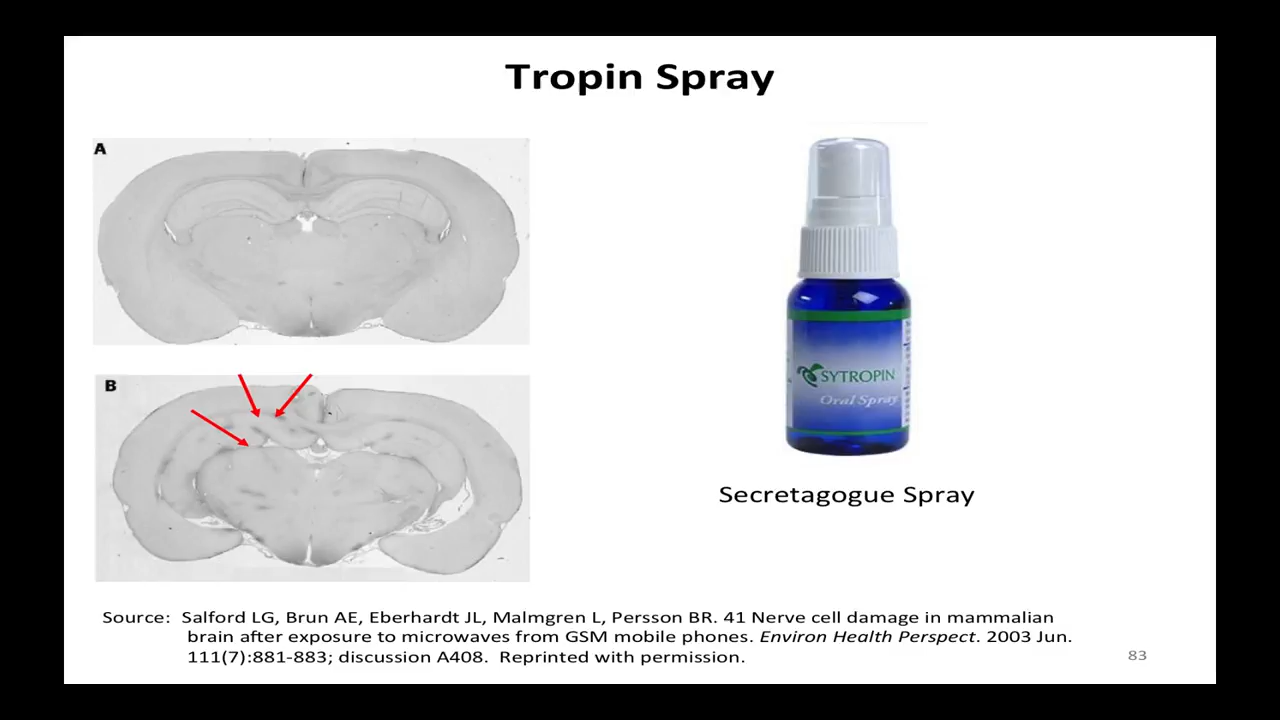 Tropin Spray
A
B
SYTROPIN
Oral Spray
Secretagogue Spray
Source: Salford LG, Brun AE, Eberhardt JL, Malmgren L, Persson BR. 41 Nerve cell damage in mammalian
brain after exposure to microwaves from GSM mobile phones. Environ Health Perspect. 2003 Jun.
111(7):881-883; discussion A408. Reprinted with permission.
83